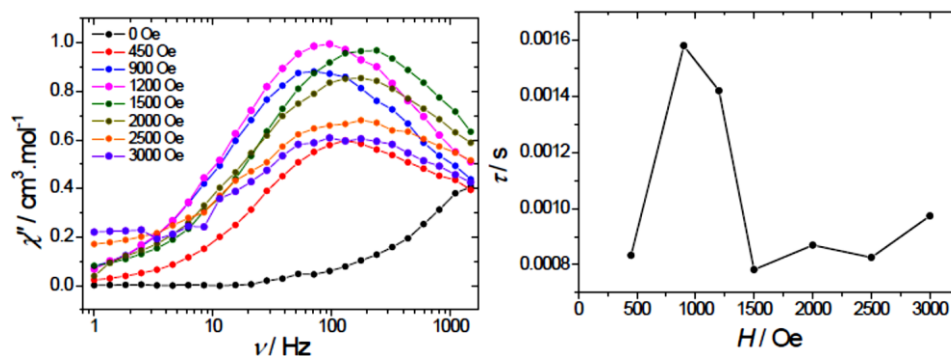 1.0
0.8
0.6
0.4
0.2
0.0
χ'' / cm³.mol⁻¹
0 Oe
450 Oe
900 Oe
1200 Oe
1500 Oe
2000 Oe
2500 Oe
3000 Oe
1 10 100 1000
ν / Hz
0.0016
0.0014
0.0012
0.0010
0.0008
τ / s
0 500 1000 1500 2000 2500 3000
H / Oe